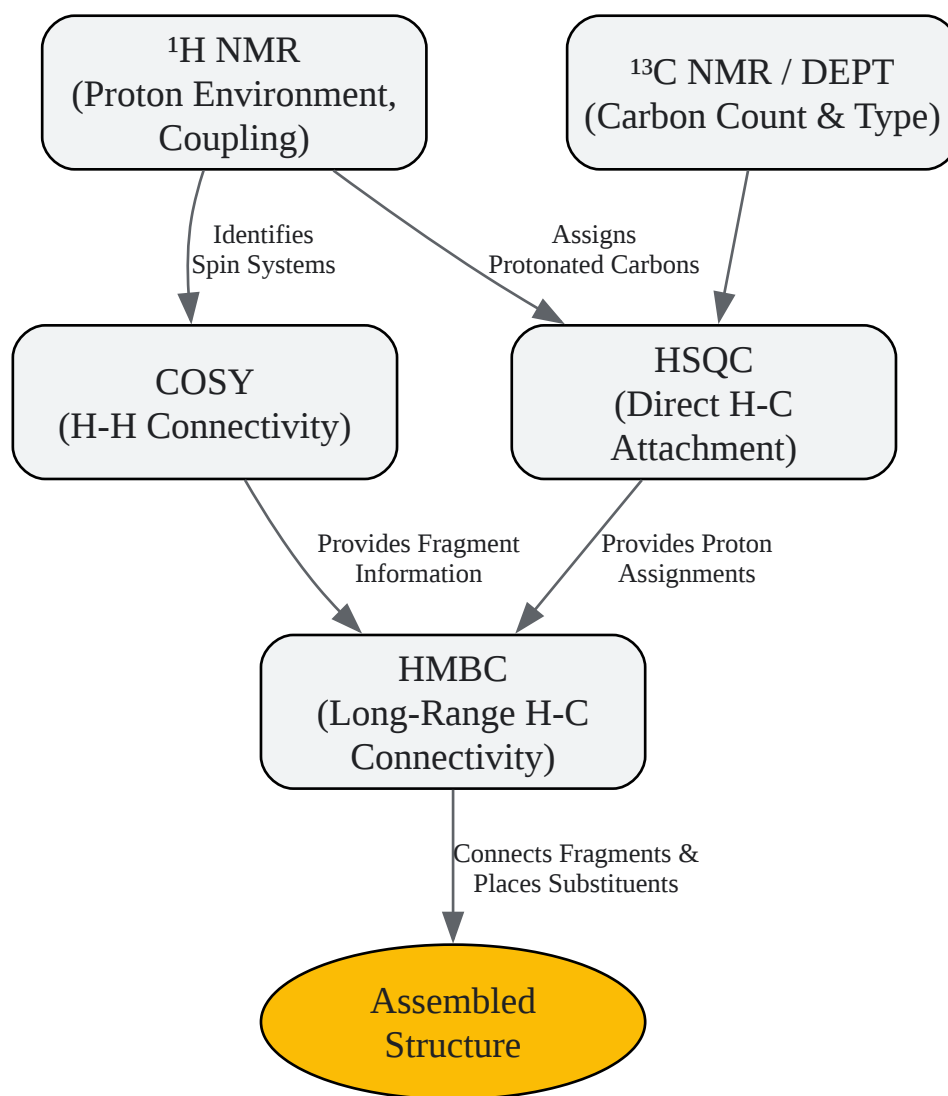 ¹H NMR
(Proton Environment,
Coupling)
¹³C NMR / DEPT
(Carbon Count & Type)
Identifies
Spin Systems
Assigns
Protonated Carbons
COSY
(H-H Connectivity)
HSQC
(Direct H-C
Attachment)
Provides Fragment
Information
Provides Proton
Assignments
HMBC
(Long-Range H-C
Connectivity)
Connects Fragments &
Places Substituents
Assembled
Structure